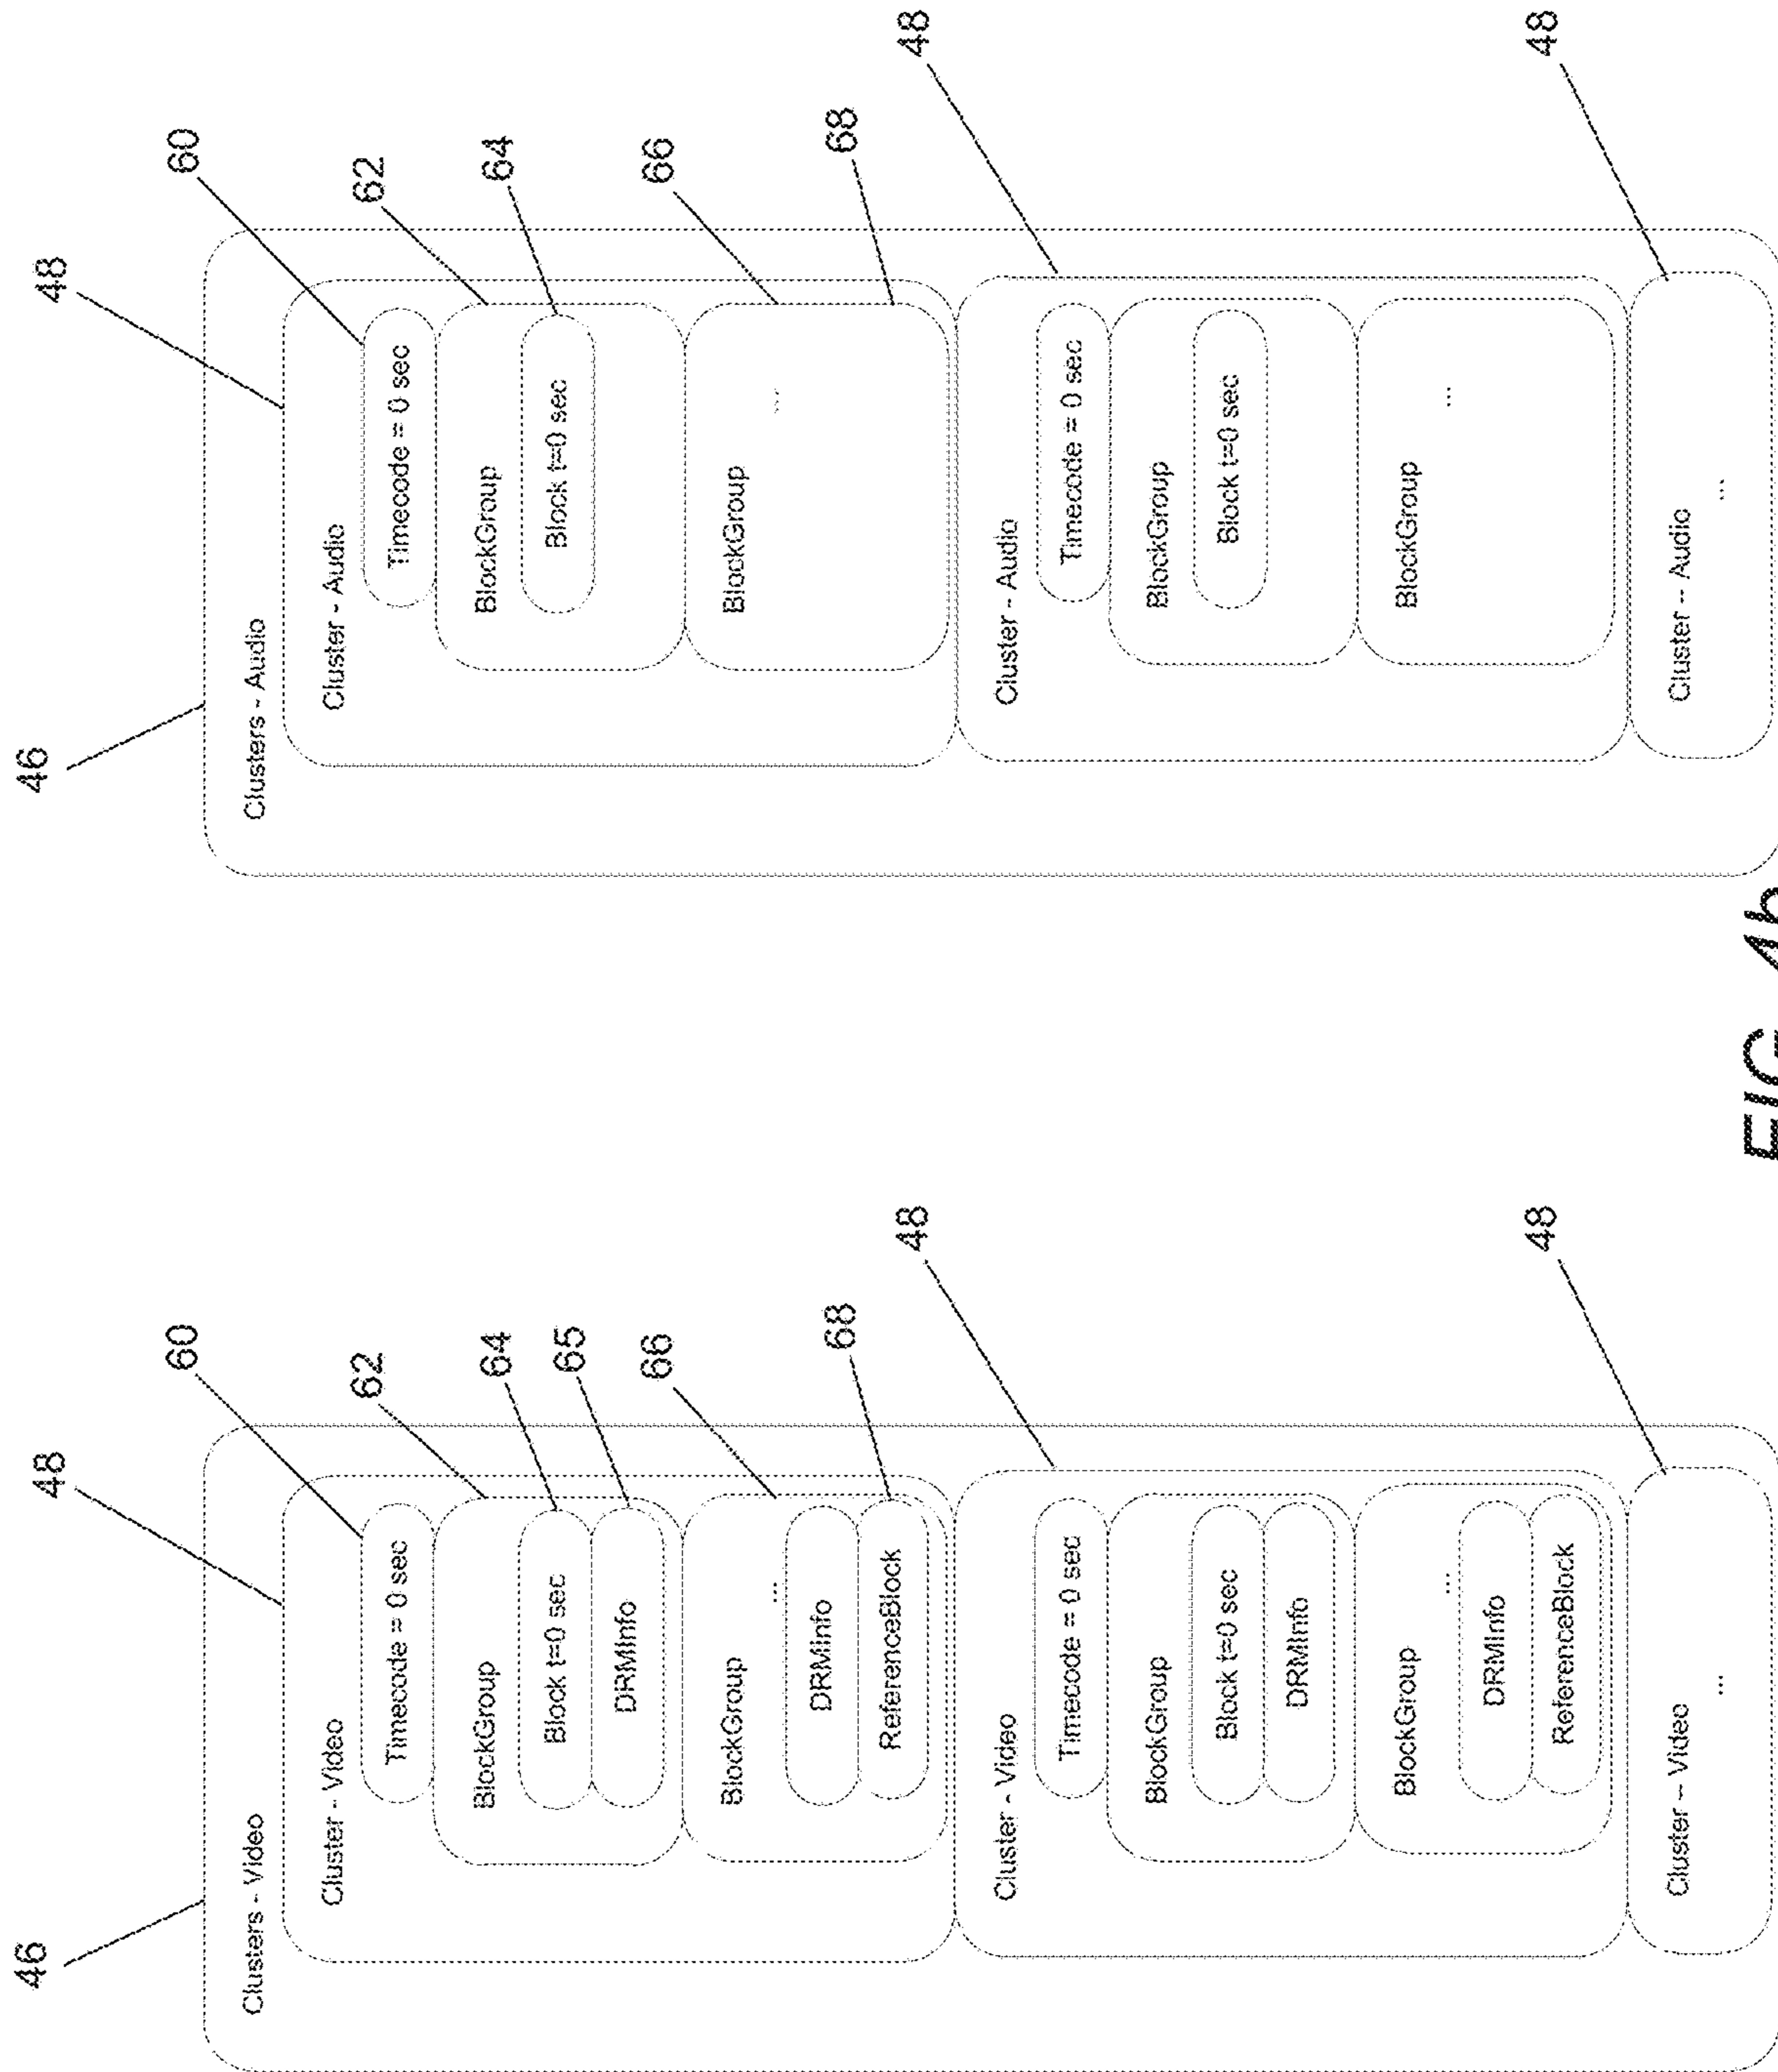 46
Clusters - Video
48
Cluster - Video
60
Timecode = 0 sec
62
BlockGroup
64
Block t=0 sec
65
DRMInfo
66
BlockGroup
...
DRMInfo
68
ReferenceBlock
48
Cluster - Video
Timecode = 0 sec
BlockGroup
Block t=0 sec
DRMInfo
BlockGroup
...
DRMInfo
ReferenceBlock
48
Cluster – Video
...
46
Clusters - Audio
48
Cluster - Audio
60
Timecode = 0 sec
62
BlockGroup
64
Block t=0 sec
66
BlockGroup
...
68
48
Cluster - Audio
Timecode = 0 sec
BlockGroup
Block t=0 sec
BlockGroup
...
48
Cluster – Audio
...
FIG. 4b